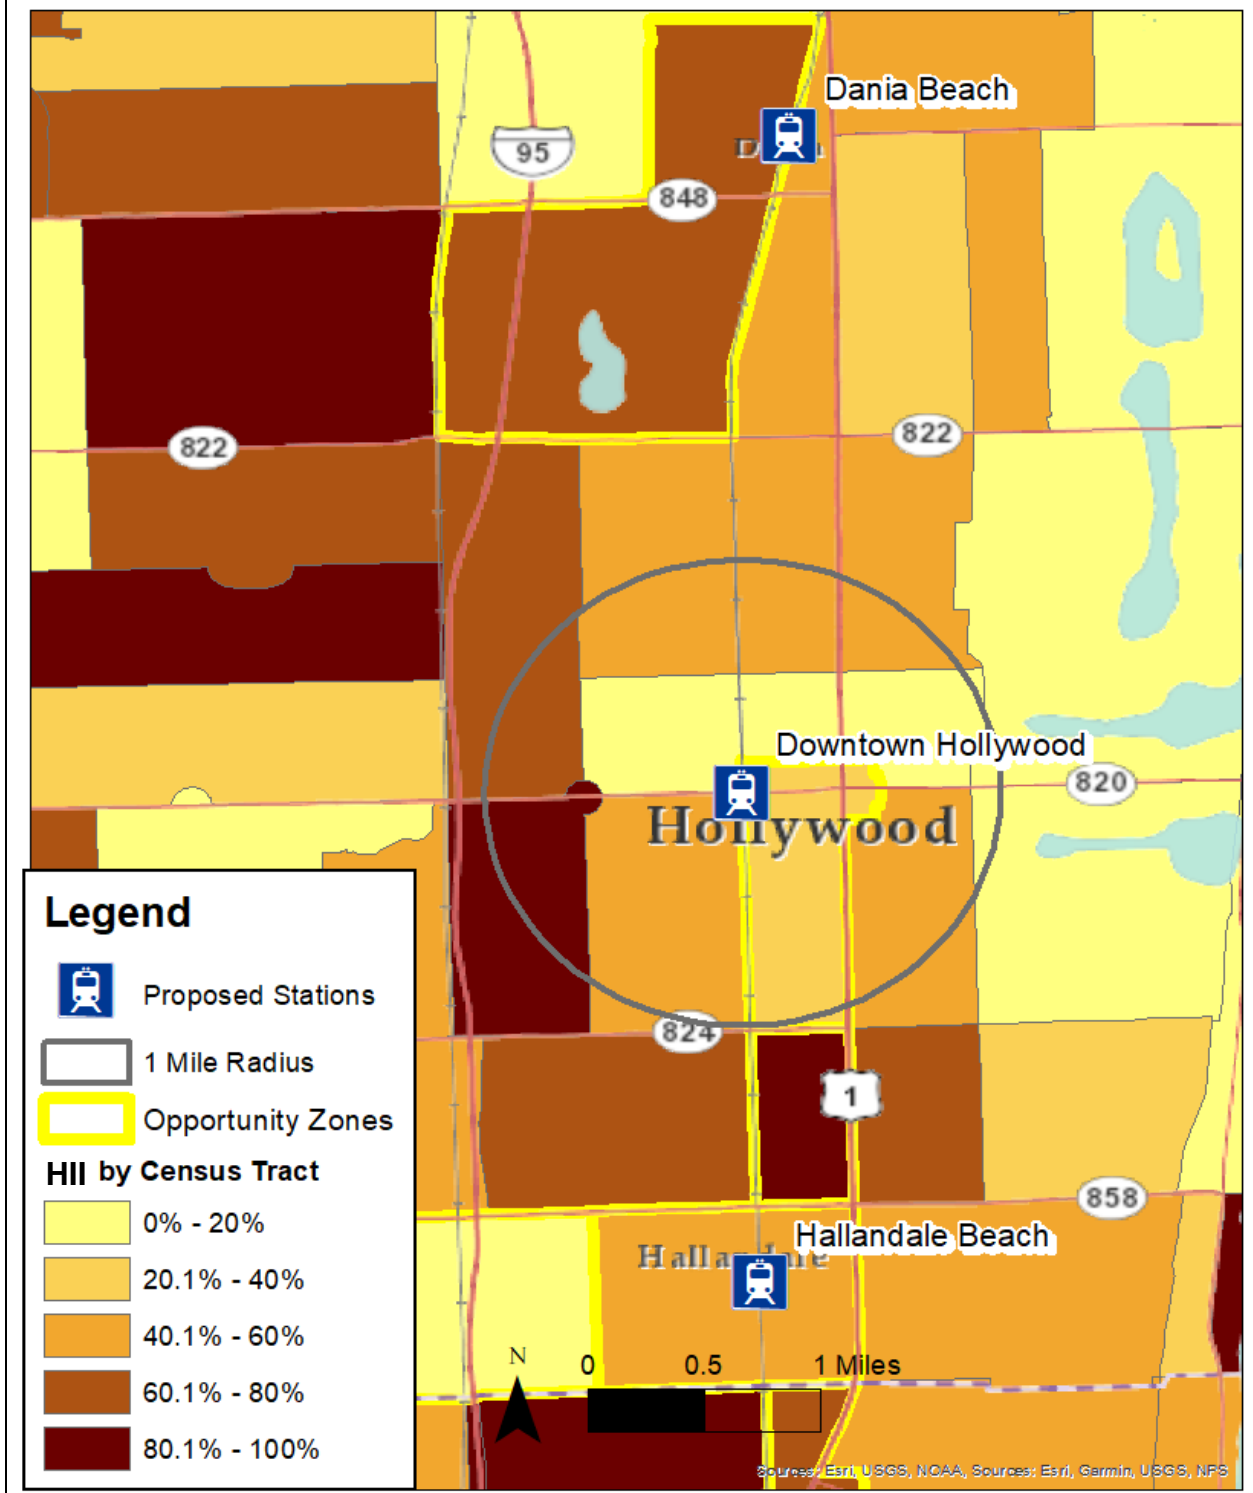 Dania Beach
95
848
822
822
Downtown Hollywood
820
Hollywood
824
1
858
Hallandale Beach
Hallandale
N
0 0.5 1 Miles
Sources: Esri, USGS, NOAA, Sources: Esri, Garmin, USGS, NPS
Legend
Proposed Stations
1 Mile Radius
Opportunity Zones
HII by Census Tract
0% - 20%
20.1% - 40%
40.1% - 60%
60.1% - 80%
80.1% - 100%